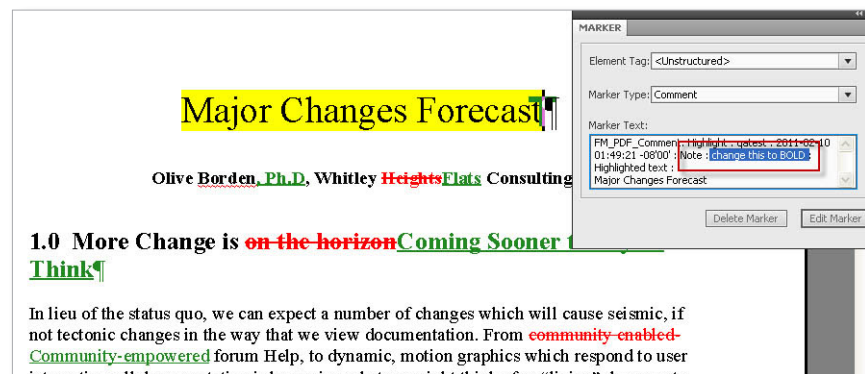 MARKER
Element Tag: <Unstructured>
Marker Type: Comment
Marker Text:
FM_PDF_Comment : Highlight : qatest : 2011-02-10
01:49:21 -08'00' : Note : change this to BOLD :
Highlighted text :
Major Changes Forecast
Delete Marker
Edit Marker
Major Changes Forecast¶
Olive Borden, Ph.D, Whitley HeightsFlats Consulting
1.0 More Change is on the horizonComing Sooner
Think¶
In lieu of the status quo, we can expect a number of changes which will cause seismic, if
not tectonic changes in the way that we view documentation. From community enabled
Community-empowered forum Help, to dynamic, motion graphics which respond to user